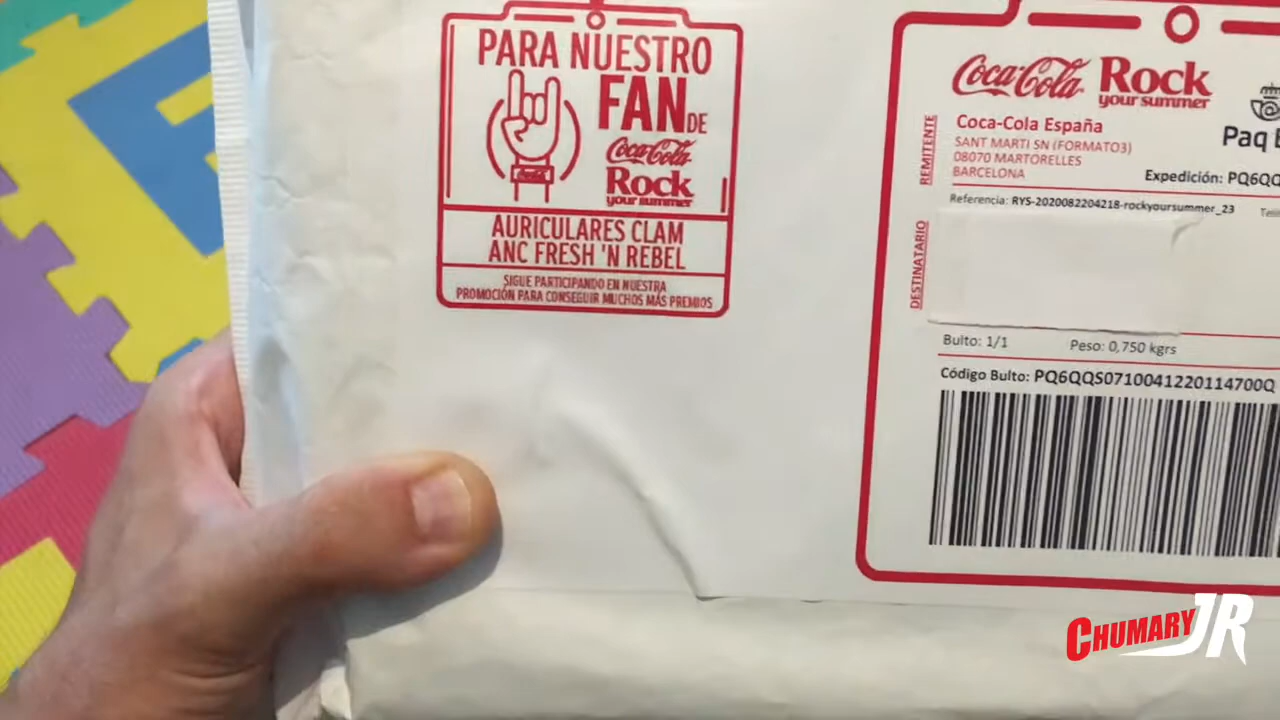 PARA NUESTRO
FAN DE
Coca-Cola
Rock
your summer
AURICULARES CLAM
ANC FRESH 'N REBEL
SIGUE PARTICIPANDO EN NUESTRA
PROMOCIÓN PARA CONSEGUIR MUCHOS MÁS PREMIOS
Coca-Cola Rock
your summer
REMITENTE
Coca-Cola España
SANT MARTI SN (FORMATO3)
08070 MARTORELLES
BARCELONA
Paq
Expedición: PQ6QQ
Referencia: RYS-2020082204218-rockyoursummer_23
DESTINATARIO
Bulto: 1/1
Peso: 0,750 kgrs
Código Bulto: PQ6QQS0710041220114700Q
CHUMARY JR